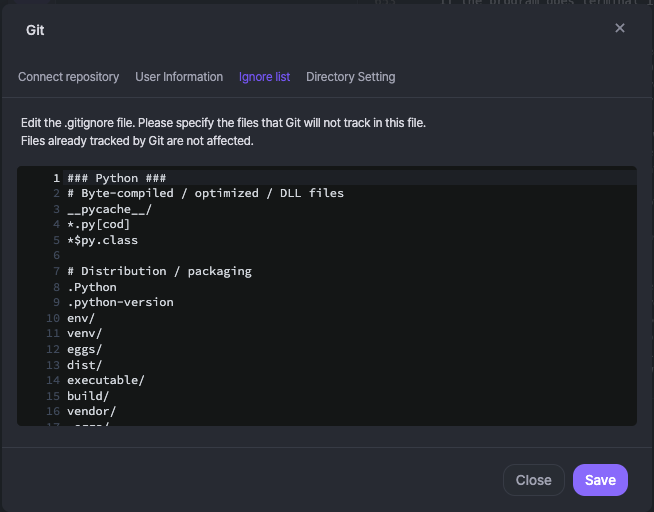 Git
Connect repository User Information Ignore list Directory Setting
Edit the .gitignore file. Please specify the files that Git will not track in this file.
Files already tracked by Git are not affected.
1 ### Python ###
2 # Byte-compiled / optimized / DLL files
3 __pycache__/
4 *.py[cod]
5 *$py.class
6
7 # Distribution / packaging
8 .Python
9 .python-version
10 env/
11 venv/
12 eggs/
13 dist/
14 executable/
15 build/
16 vendor/
Close Save